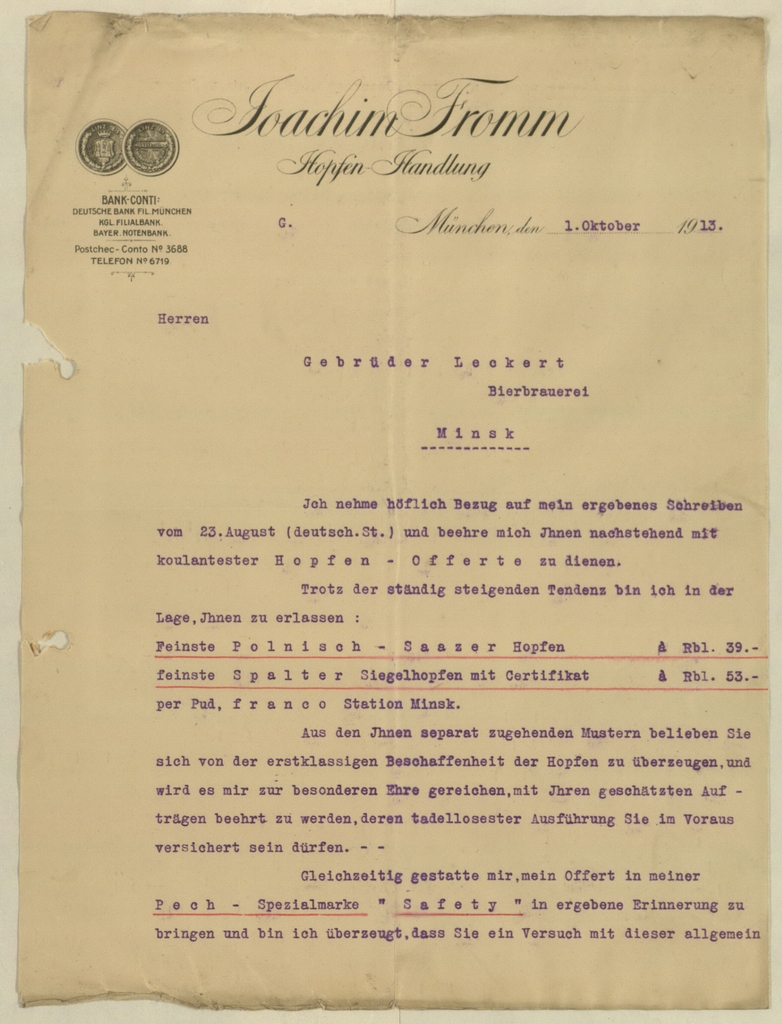 Joachim Fromm
Hopfen-Handlung
BANK-CONTI:
DEUTSCHE BANK FIL. MÜNCHEN
KGL. FILIALBANK.
BAYER. NOTENBANK.
Postchec-Conto Nº 3688
TELEFON Nº 6719
G.
München, den 1.Oktober 1913.
Herren
Gebrüder Leckert
Bierbrauerei
Minsk
Jch nehme höflich Bezug auf mein ergebenes Schreiben
vom 23.August (deutsch.St.) und beehre mich Jhnen nachstehend mit
koulantester Hopfen - Offerte zu dienen.
Trotz der ständig steigenden Tendenz bin ich in der
Lage,Jhnen zu erlassen :
Feinste Polnisch - Saazer Hopfen à Rbl. 39.-
feinste Spalter Siegelhopfen mit Certifikat à Rbl. 53.-
per Pud, franco Station Minsk.
Aus den Jhnen separat zugehenden Mustern belieben Sie
sich von der erstklassigen Beschaffenheit der Hopfen zu überzeugen,und
wird es mir zur besonderen Ehre gereichen,mit Jhren geschätzten Auf -
trägen beehrt zu werden,deren tadellosester Ausführung Sie im Voraus
versichert sein dürfen. - -
Gleichzeitig gestatte mir,mein Offert in meiner
Pech - Spezialmarke " Safety " in ergebene Erinnerung zu
bringen und bin ich überzeugt,dass Sie ein Versuch mit dieser allgemein